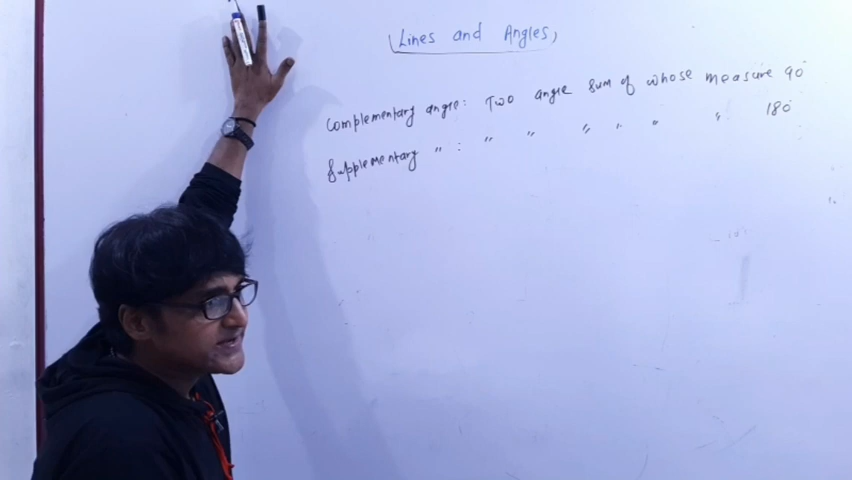 Lines and Angles,
Complementary angle: Two angle sum of whose measure 90°
Supplementary " : " " " " " " 180°